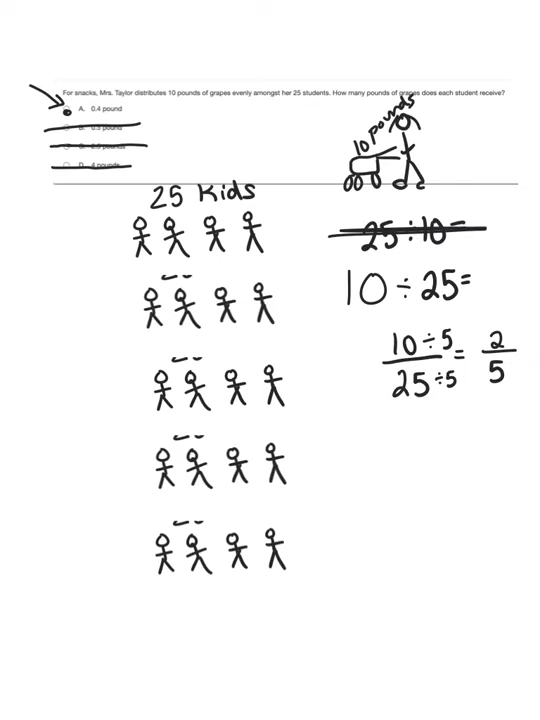 For snacks, Mrs. Taylor distributes 10 pounds of grapes evenly amongst her 25 students. How many pounds of grapes does each student receive?
A. 0.4 pound
D. 4 pounds
10 pounds
25 Kids
25 ÷ 10 =
10 ÷ 25 =
10 ÷ 5
25 ÷ 5
=
2
5